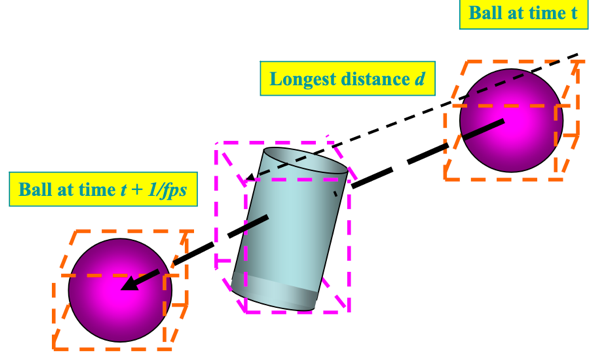 Ball at time t
Longest distance d
Ball at time t + 1/fps